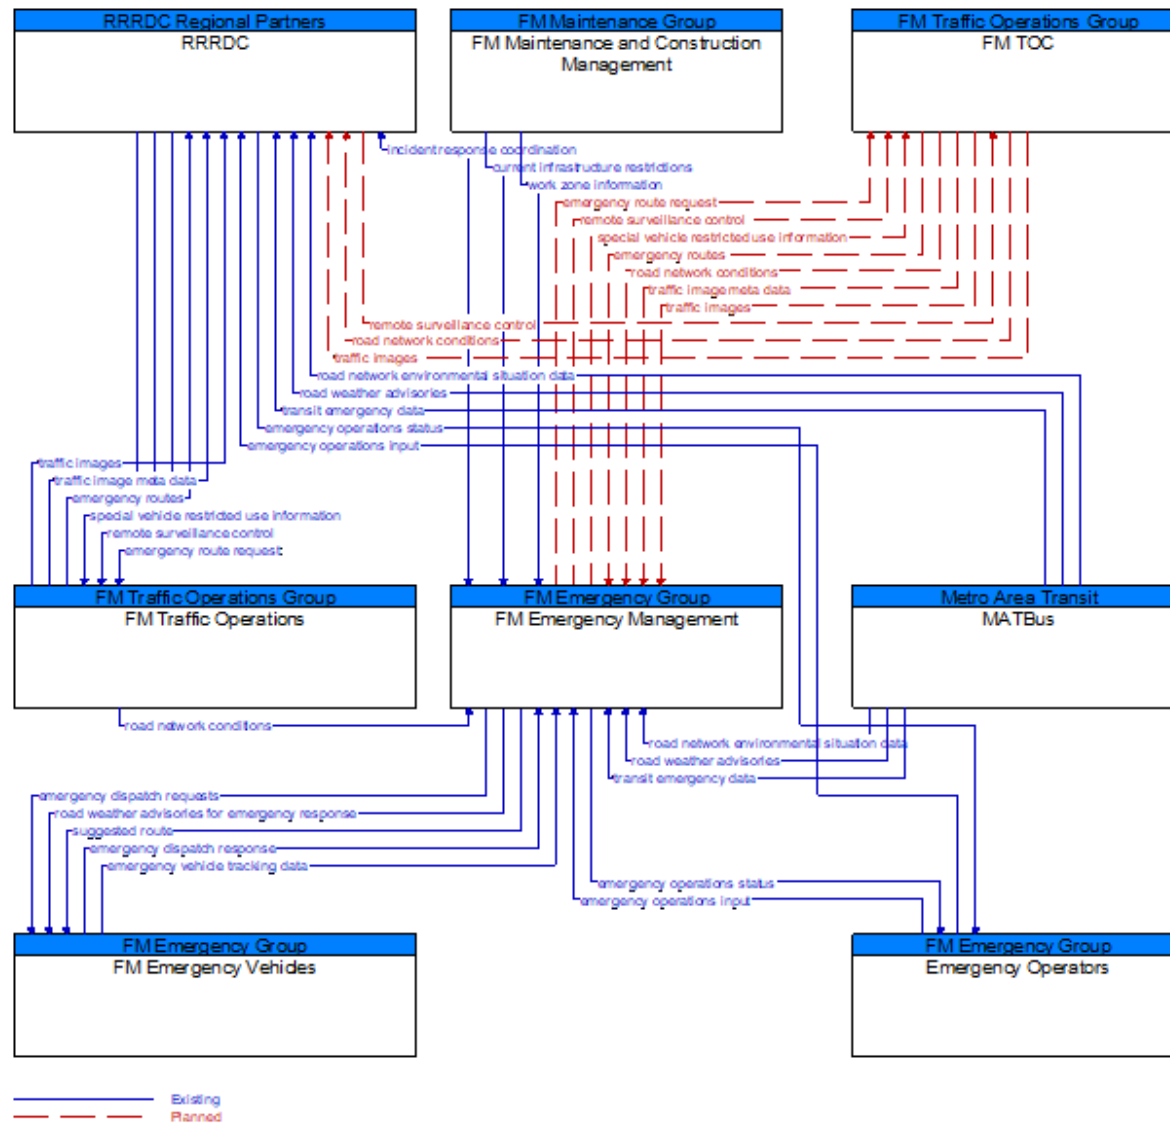 RRRDC Regional Partners
RRRDC
FM Maintenance Group
FM Maintenance and Construction
Management
FM Traffic Operations Group
FM TOC
incident response coordination
current infrastructure restrictions
work zone information
emergency route request
remote surveillance control
special vehicle restricted use information
emergency routes
road network conditions
traffic image meta data
traffic images
remote surveillance control
road network conditions
traffic images
road network environmental situation data
road weather advisories
transit emergency data
emergency operations status
emergency operations input
traffic images
traffic image meta data
emergency routes
special vehicle restricted use information
remote surveillance control
emergency route request
FM Traffic Operations Group
FM Traffic Operations
FM Emergency Group
FM Emergency Management
Metro Area Transit
MATBus
road network conditions
road network environmental situation data
road weather advisories
transit emergency data
emergency dispatch requests
road weather advisories for emergency response
suggested route
emergency dispatch response
emergency vehicle tracking data
emergency operations status
emergency operations input
FM Emergency Group
FM Emergency Vehicles
FM Emergency Group
Emergency Operators
Existing
Planned